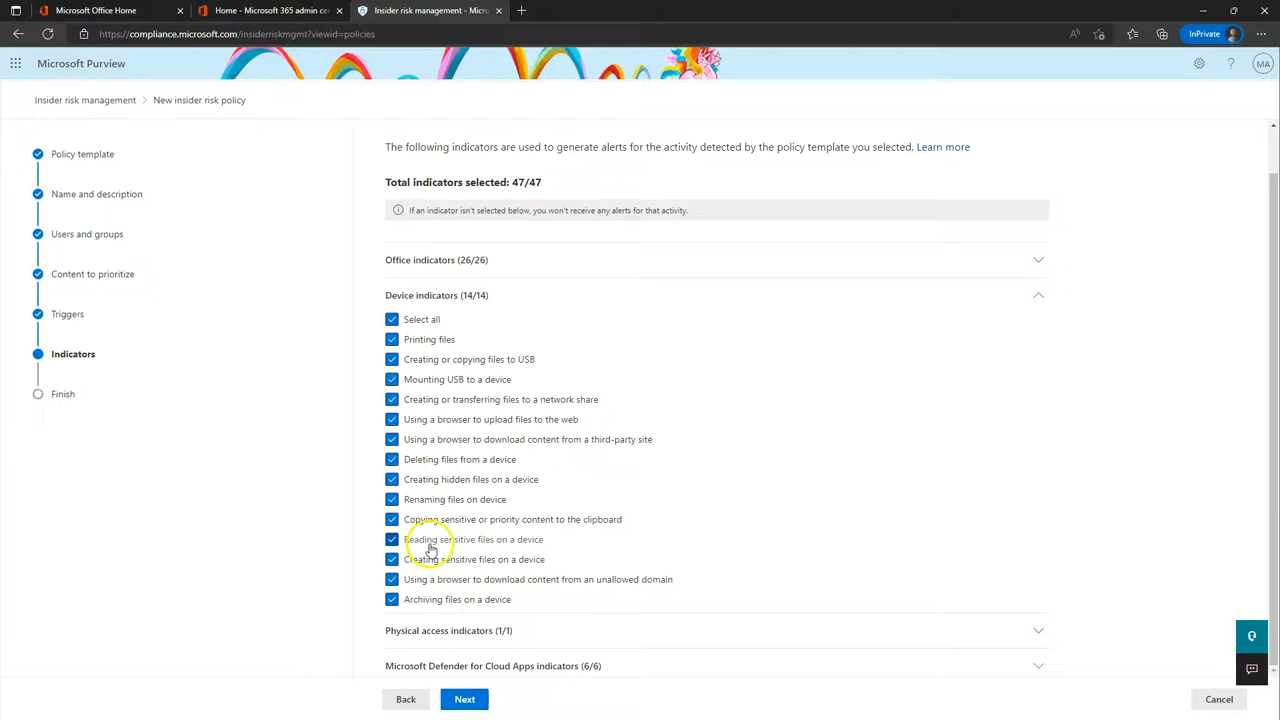 Microsoft Office Home
Home - Microsoft 365 admin cer
Insider risk management - Micro
https://compliance.microsoft.com/insiderriskmgmt?viewid=policies
InPrivate
Microsoft Purview
MA
Insider risk management > New insider risk policy
Policy template
Name and description
Users and groups
Content to prioritize
Triggers
Indicators
Finish
The following indicators are used to generate alerts for the activity detected by the policy template you selected. Learn more
Total indicators selected: 47/47
If an indicator isn't selected below, you won't receive any alerts for that activity.
Office indicators (26/26)
Device indicators (14/14)
Select all
Printing files
Creating or copying files to USB
Mounting USB to a device
Creating or transferring files to a network share
Using a browser to upload files to the web
Using a browser to download content from a third-party site
Deleting files from a device
Creating hidden files on a device
Renaming files on device
Copying sensitive or priority content to the clipboard
Reading sensitive files on a device
Creating sensitive files on a device
Using a browser to download content from an unallowed domain
Archiving files on a device
Physical access indicators (1/1)
Microsoft Defender for Cloud Apps indicators (6/6)
Back
Next
Cancel